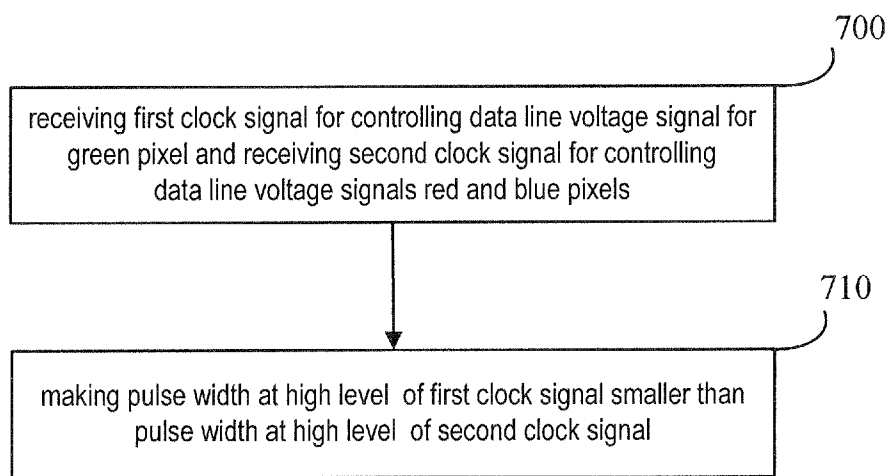 700
receiving first clock signal for controlling data line voltage signal for
green pixel and receiving second clock signal for controlling
data line voltage signals red and blue pixels
710
making pulse width at high level of first clock signal smaller than
pulse width at high level of second clock signal